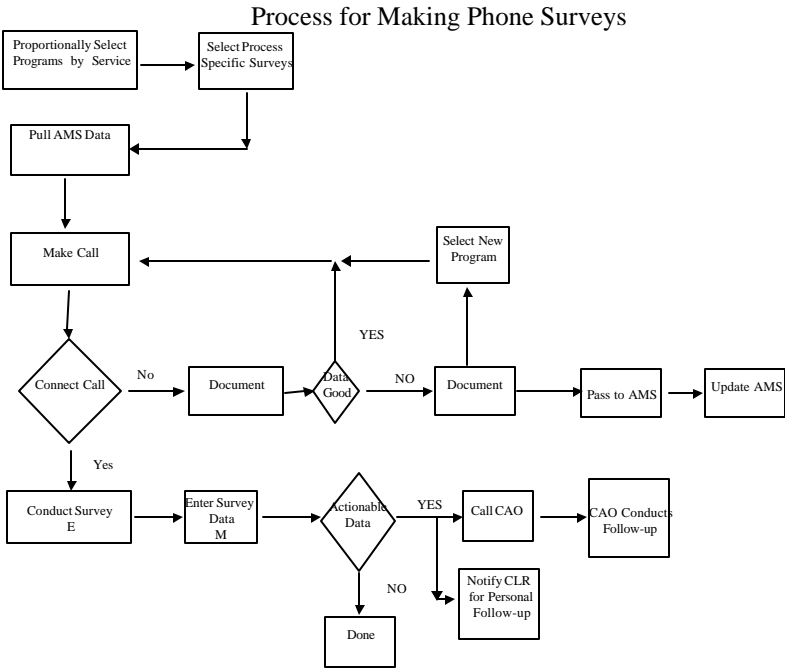 Process for Making Phone Surveys
Proportionally Select
Programs by Service
Select Process
Specific Surveys
Pull AMS Data
Make Call
Select New
Program
YES
Connect Call
No
Document
Data
Good
NO
Document
Pass to AMS
Update AMS
Yes
Conduct Survey
E
Enter Survey
Data
M
Actionable
Data
YES
Call CAO
CAO Conducts
Follow-up
NO
Notify CLR
for Personal
Follow-up
Done